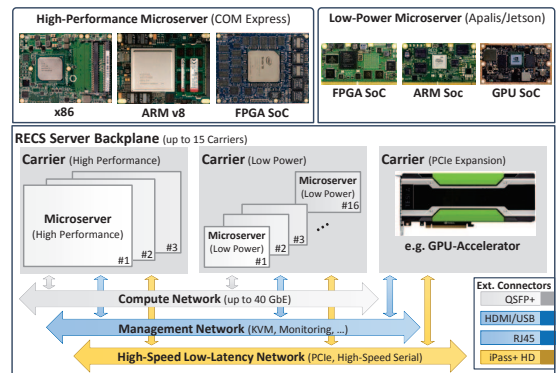 High-Performance Microserver (COM Express)
x86
ARM v8
FPGA SoC
Low-Power Microserver (Apalis/Jetson)
FPGA SoC
ARM Soc
GPU SoC
RECS Server Backplane (up to 15 Carriers)
Carrier (High Performance)
Microserver
(High Performance)
#1
#2
#3
Carrier (Low Power)
Microserver
(Low Power)
#16
#3
#2
Microserver
(Low Power)
#1
...
Carrier (PCIe Expansion)
e.g. GPU-Accelerator
Compute Network (up to 40 GbE)
Management Network (KVM, Monitoring, ...)
High-Speed Low-Latency Network (PCIe, High-Speed Serial)
Ext. Connectors
QSFP+
HDMI/USB
RJ45
iPass+ HD